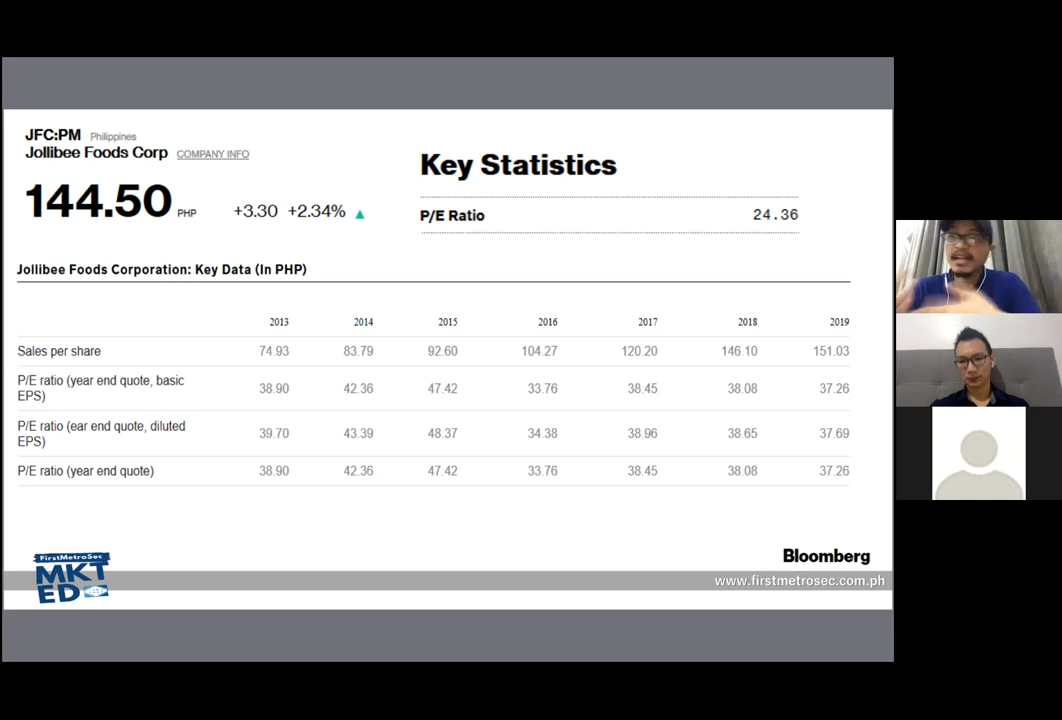 JFC:PM Philippines
Jollibee Foods Corp COMPANY INFO
144.50 PHP +3.30 +2.34% ▲
Key Statistics
P/E Ratio 24.36
Jollibee Foods Corporation: Key Data (In PHP)
2013 2014 2015 2016 2017 2018 2019
Sales per share 74.93 83.79 92.60 104.27 120.20 146.10 151.03
P/E ratio (year end quote, basic
EPS) 38.90 42.36 47.42 33.76 38.45 38.08 37.26
P/E ratio (ear end quote, diluted
EPS) 39.70 43.39 48.37 34.38 38.96 38.65 37.69
P/E ratio (year end quote) 38.90 42.36 47.42 33.76 38.45 38.08 37.26
FirstMetroSec
MKT
ED
Bloomberg
www.firstmetrosec.com.ph